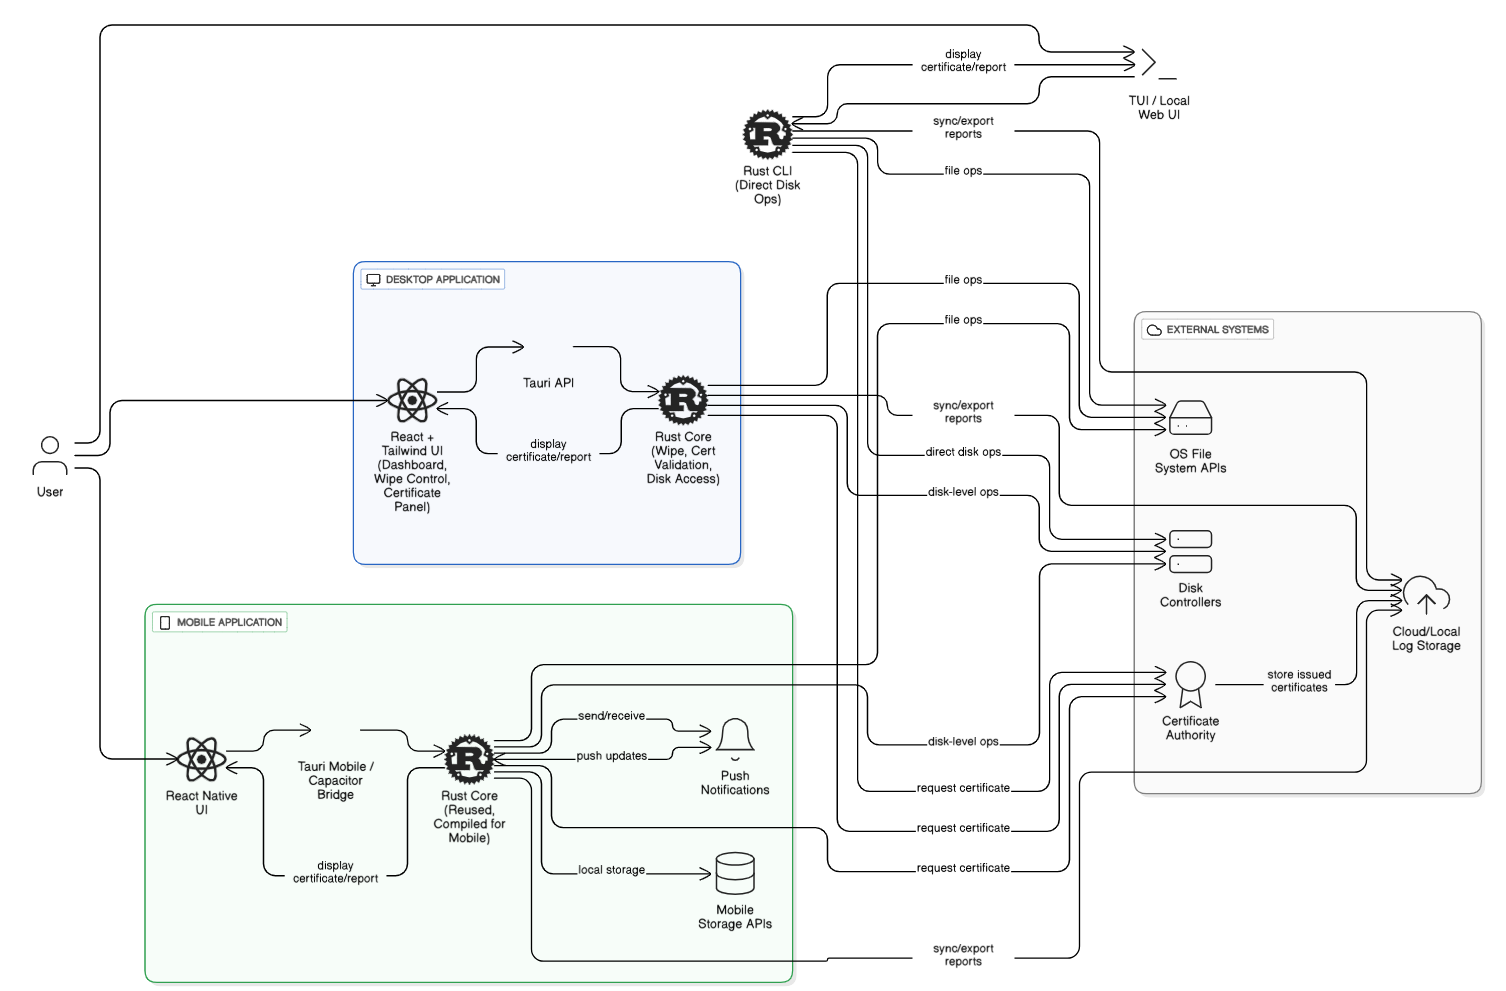 display
certificate/report
TUI / Local
Web UI
sync/export
reports
Rust CLI
(Direct Disk
Ops)
file ops
DESKTOP APPLICATION
file ops
file ops
EXTERNAL SYSTEMS
Tauri API
React +
Tailwind UI
(Dashboard,
Wipe Control,
Certificate
Panel)
display
certificate/report
Rust Core
(Wipe, Cert
Validation,
Disk Access)
sync/export
reports
direct disk ops
disk-level ops
OS File
System APIs
User
Disk
Controllers
Cloud/Local
Log Storage
MOBILE APPLICATION
store issued
certificates
Certificate
Authority
send/receive
push updates
disk-level ops
Push
Notifications
Tauri Mobile /
Capacitor
Bridge
React Native
UI
Rust Core
(Reused,
Compiled for
Mobile)
request certificate
request certificate
request certificate
display
certificate/report
local storage
Mobile
Storage APIs
sync/export
reports